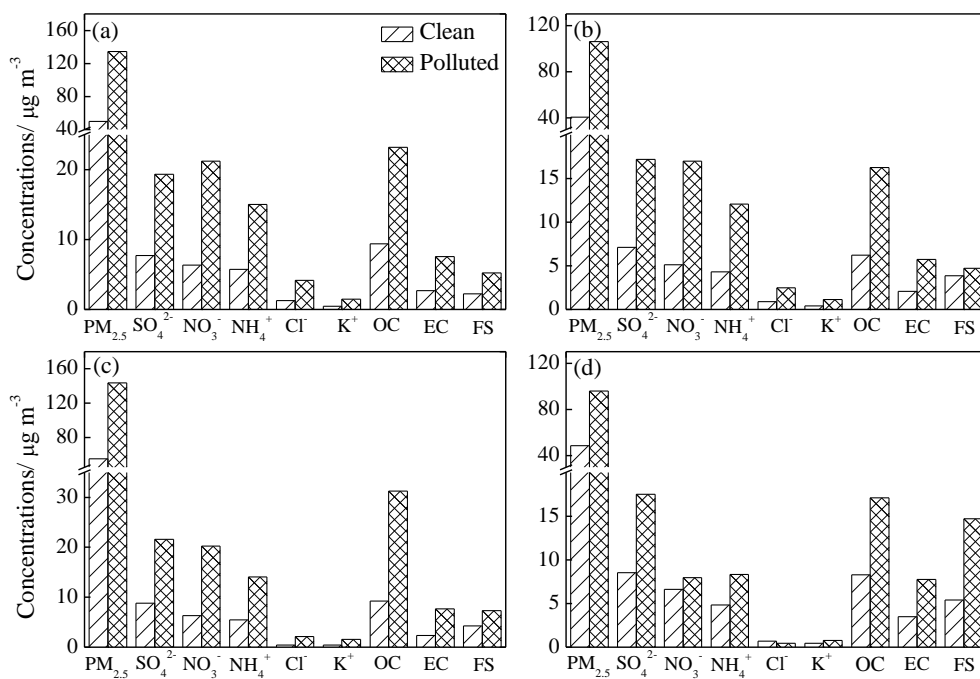 (a)
Clean
Polluted
Concentrations/ μg m⁻³
160
120
80
40
20
10
0
PM₂.₅ SO₄²⁻ NO₃⁻ NH₄⁺ Cl⁻ K⁺ OC EC FS
(b)
120
80
40
15
10
5
0
PM₂.₅ SO₄²⁻ NO₃⁻ NH₄⁺ Cl⁻ K⁺ OC EC FS
(c)
Concentrations/ μg m⁻³
160
120
80
30
20
10
0
PM₂.₅ SO₄²⁻ NO₃⁻ NH₄⁺ Cl⁻ K⁺ OC EC FS
(d)
120
80
40
15
10
5
0
PM₂.₅ SO₄²⁻ NO₃⁻ NH₄⁺ Cl⁻ K⁺ OC EC FS